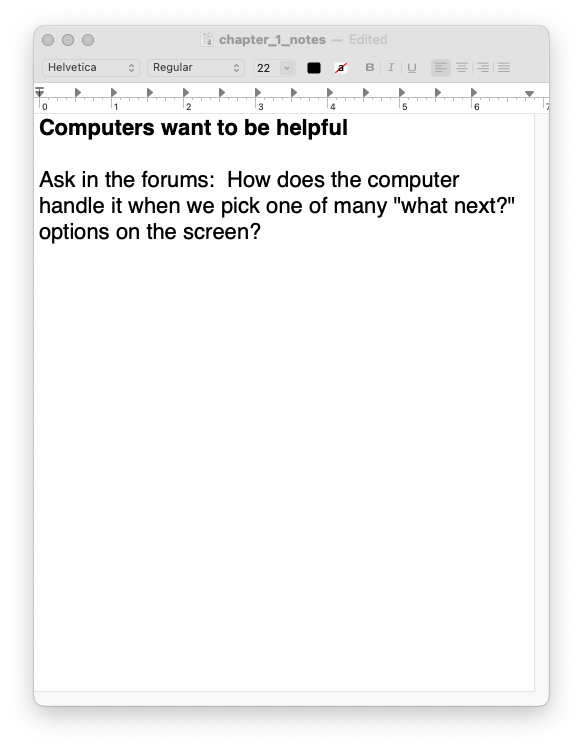 chapter_1_notes — Edited
Helvetica Regular 22 a B I U
0 1 2 3 4 5 6 7
Computers want to be helpful
Ask in the forums:  How does the computer
handle it when we pick one of many "what next?"
options on the screen?